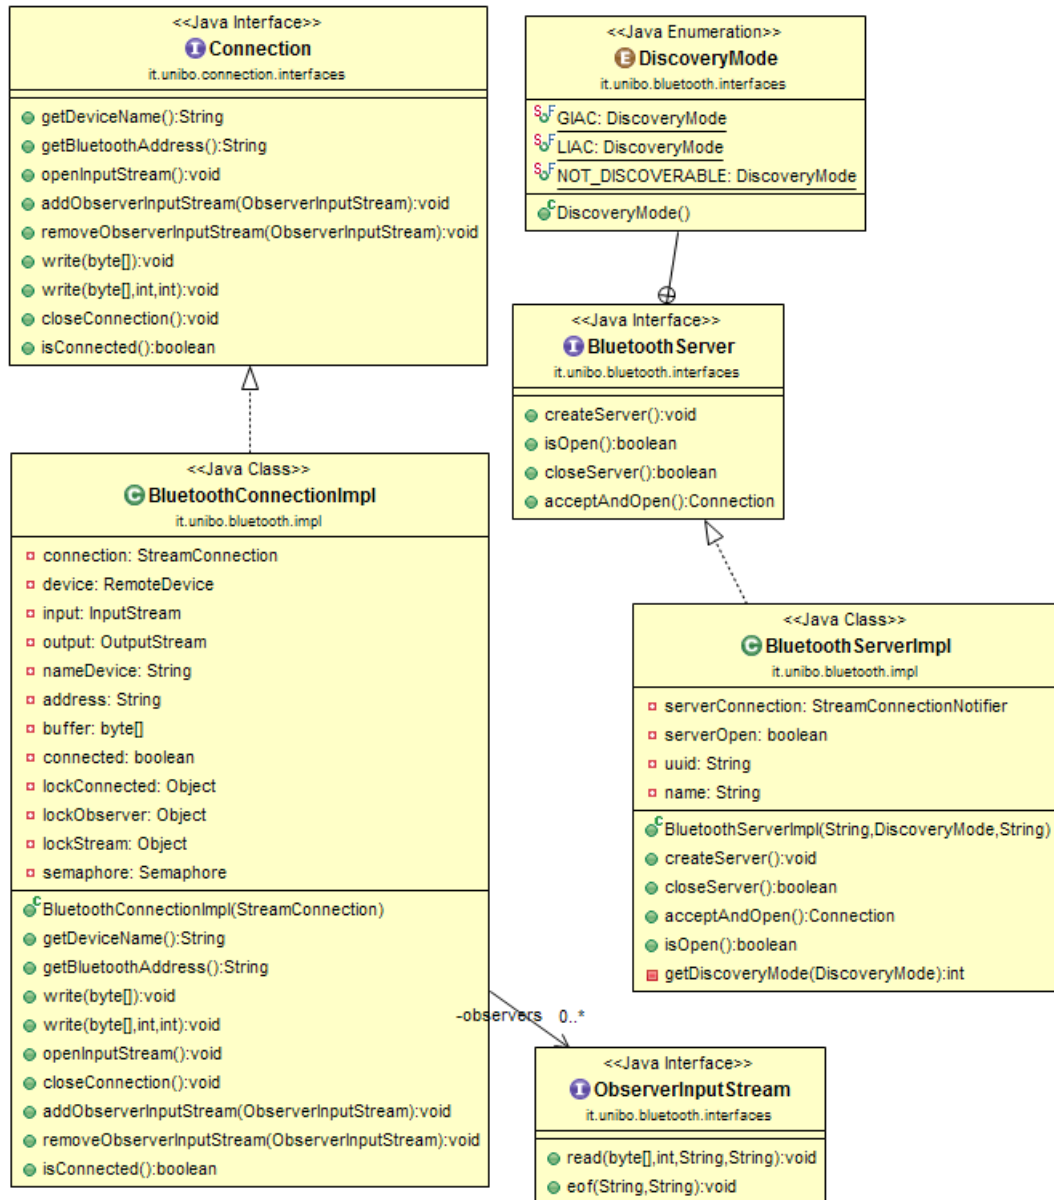 <<Java Interface>>
Connection
it.unibo.connection.interfaces
getDeviceName():String
getBluetoothAddress():String
openInputStream():void
addObserverInputStream(ObserverInputStream):void
removeObserverInputStream(ObserverInputStream):void
write(byte[]):void
write(byte[],int,int):void
closeConnection():void
isConnected():boolean
<<Java Enumeration>>
DiscoveryMode
it.unibo.bluetooth.interfaces
GIAC: DiscoveryMode
LIAC: DiscoveryMode
NOT_DISCOVERABLE: DiscoveryMode
DiscoveryMode()
<<Java Interface>>
BluetoothServer
it.unibo.bluetooth.interfaces
createServer():void
isOpen():boolean
closeServer():boolean
acceptAndOpen():Connection
<<Java Class>>
BluetoothConnectionImpl
it.unibo.bluetooth.impl
connection: StreamConnection
device: RemoteDevice
input: InputStream
output: OutputStream
nameDevice: String
address: String
buffer: byte[]
connected: boolean
lockConnected: Object
lockObserver: Object
lockStream: Object
semaphore: Semaphore
BluetoothConnectionImpl(StreamConnection)
getDeviceName():String
getBluetoothAddress():String
write(byte[]):void
write(byte[],int,int):void
openInputStream():void
closeConnection():void
addObserverInputStream(ObserverInputStream):void
removeObserverInputStream(ObserverInputStream):void
isConnected():boolean
<<Java Class>>
BluetoothServerImpl
it.unibo.bluetooth.impl
serverConnection: StreamConnectionNotifier
serverOpen: boolean
uuid: String
name: String
BluetoothServerImpl(String,DiscoveryMode,String)
createServer():void
closeServer():boolean
acceptAndOpen():Connection
isOpen():boolean
getDiscoveryMode(DiscoveryMode):int
-observers 0..*
<<Java Interface>>
ObserverInputStream
it.unibo.bluetooth.interfaces
read(byte[],int,String,String):void
eof(String,String):void